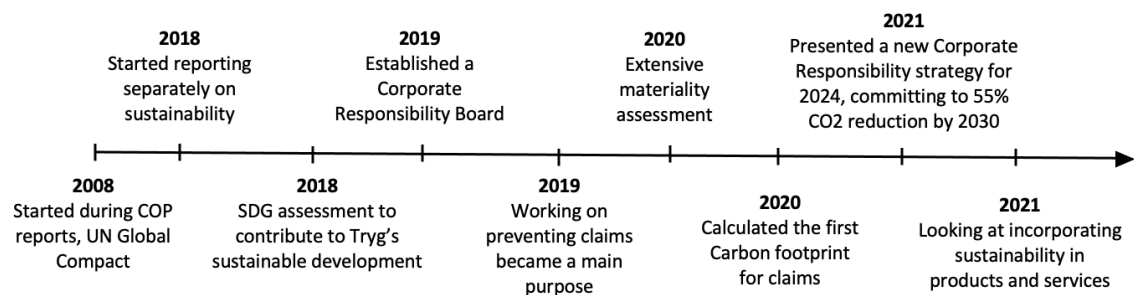 2018
Started reporting
separately on
sustainability
2019
Established a
Corporate
Responsibility Board
2020
Extensive
materiality
assessment
2021
Presented a new Corporate
Responsibility strategy for
2024, committing to 55%
CO2 reduction by 2030
2008
Started during COP
reports, UN Global
Compact
2018
SDG assessment to
contribute to Tryg’s
sustainable development
2019
Working on
preventing claims
became a main
purpose
2020
Calculated the first
Carbon footprint
for claims
2021
Looking at incorporating
sustainability in
products and services